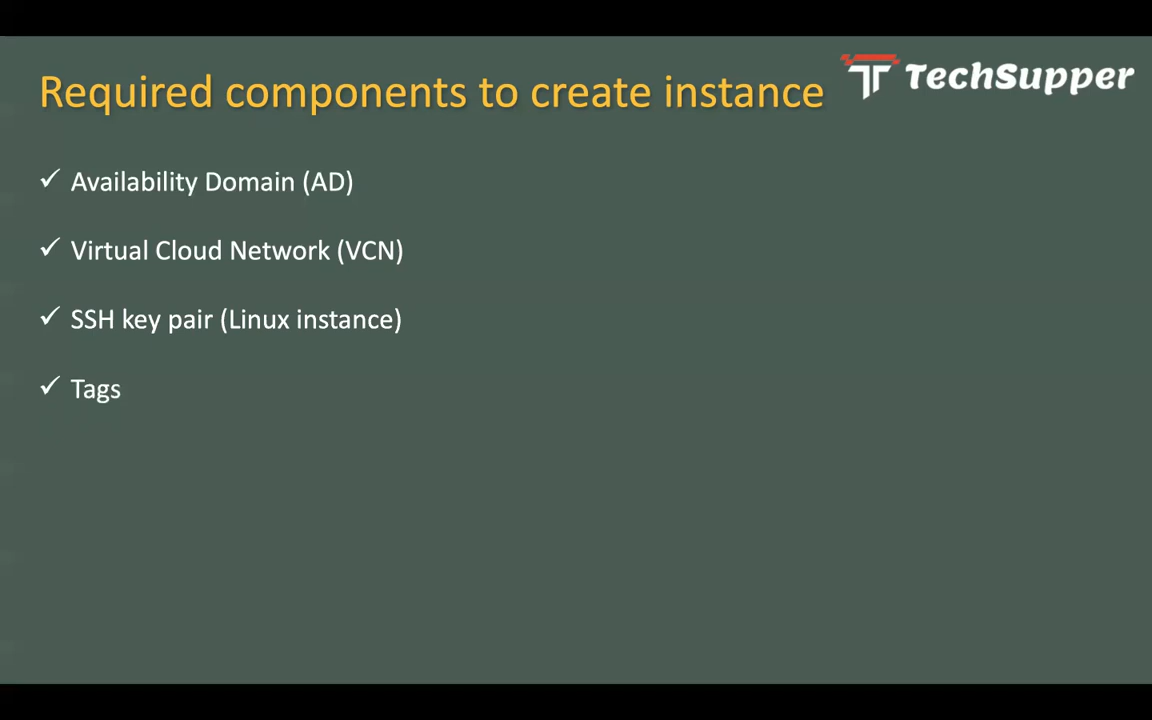 Required components to create instance
TechSupper
✓ Availability Domain (AD)
✓ Virtual Cloud Network (VCN)
✓ SSH key pair (Linux instance)
✓ Tags